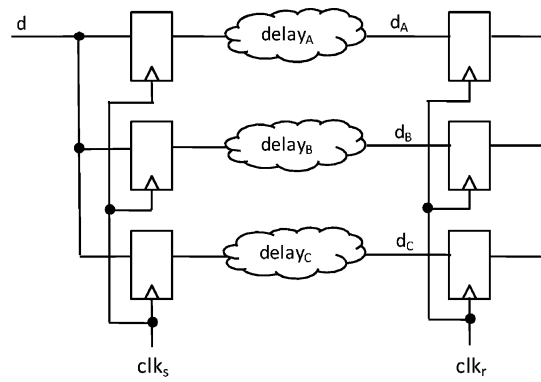 d
delay_A
d_A
delay_B
d_B
delay_C
d_C
clk_s
clk_r